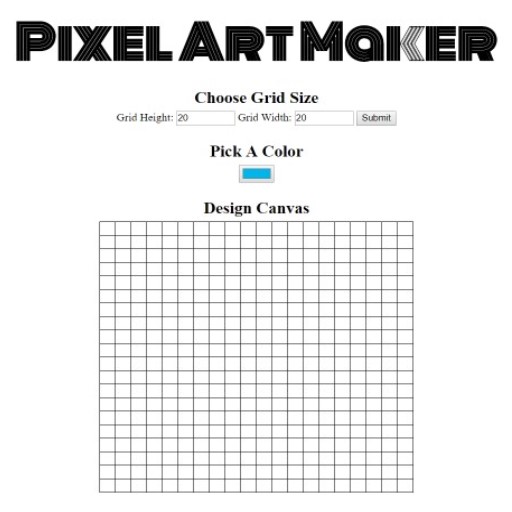 Pixel Art Maker
Choose Grid Size
Grid Height: 20 Grid Width: 20 Submit
Pick A Color
Design Canvas